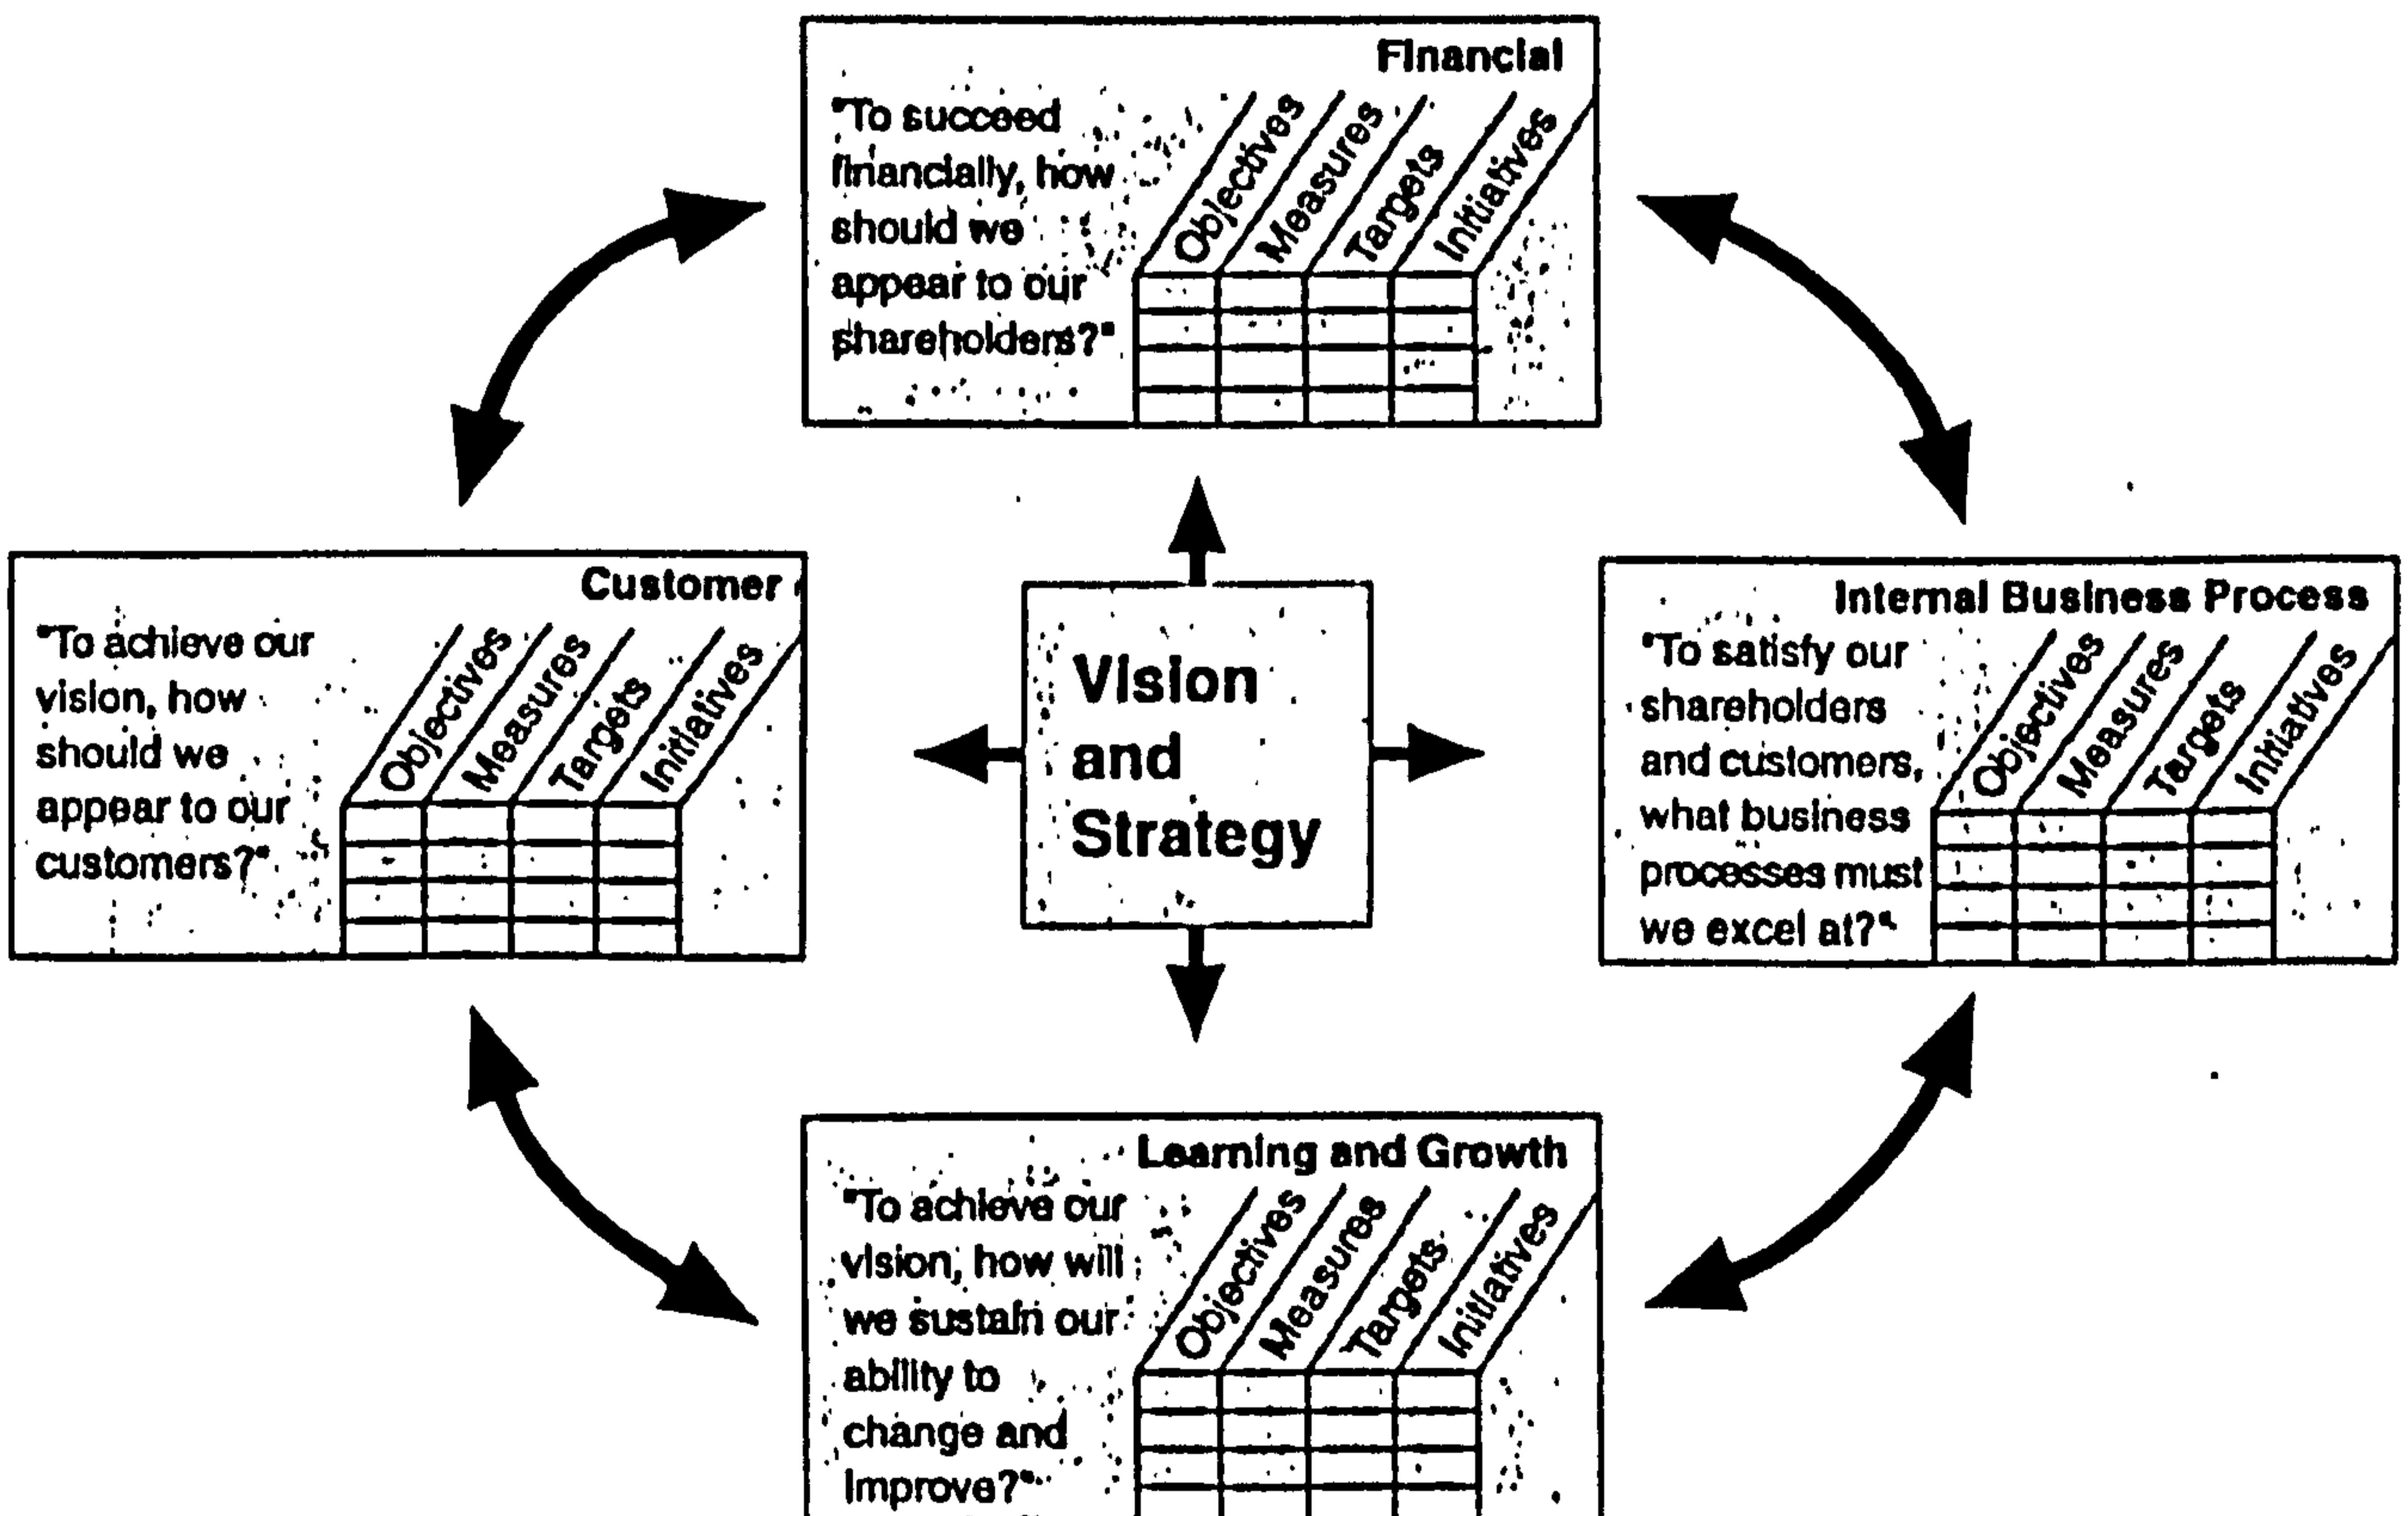 Financial
"To succeed
financially, how
should we
appear to our
shareholders?"
Objectives
Measures
Targets
Initiatives
Customer
"To achieve our
vision, how
should we
appear to our
customers?"
Objectives
Measures
Targets
Initiatives
Vision
and
Strategy
Internal Business Process
"To satisfy our
shareholders
and customers,
what business
processes must
we excel at?"
Objectives
Measures
Targets
Initiatives
Learning and Growth
"To achieve our
vision, how will
we sustain our
ability to
change and
improve?"
Objectives
Measures
Targets
Initiatives